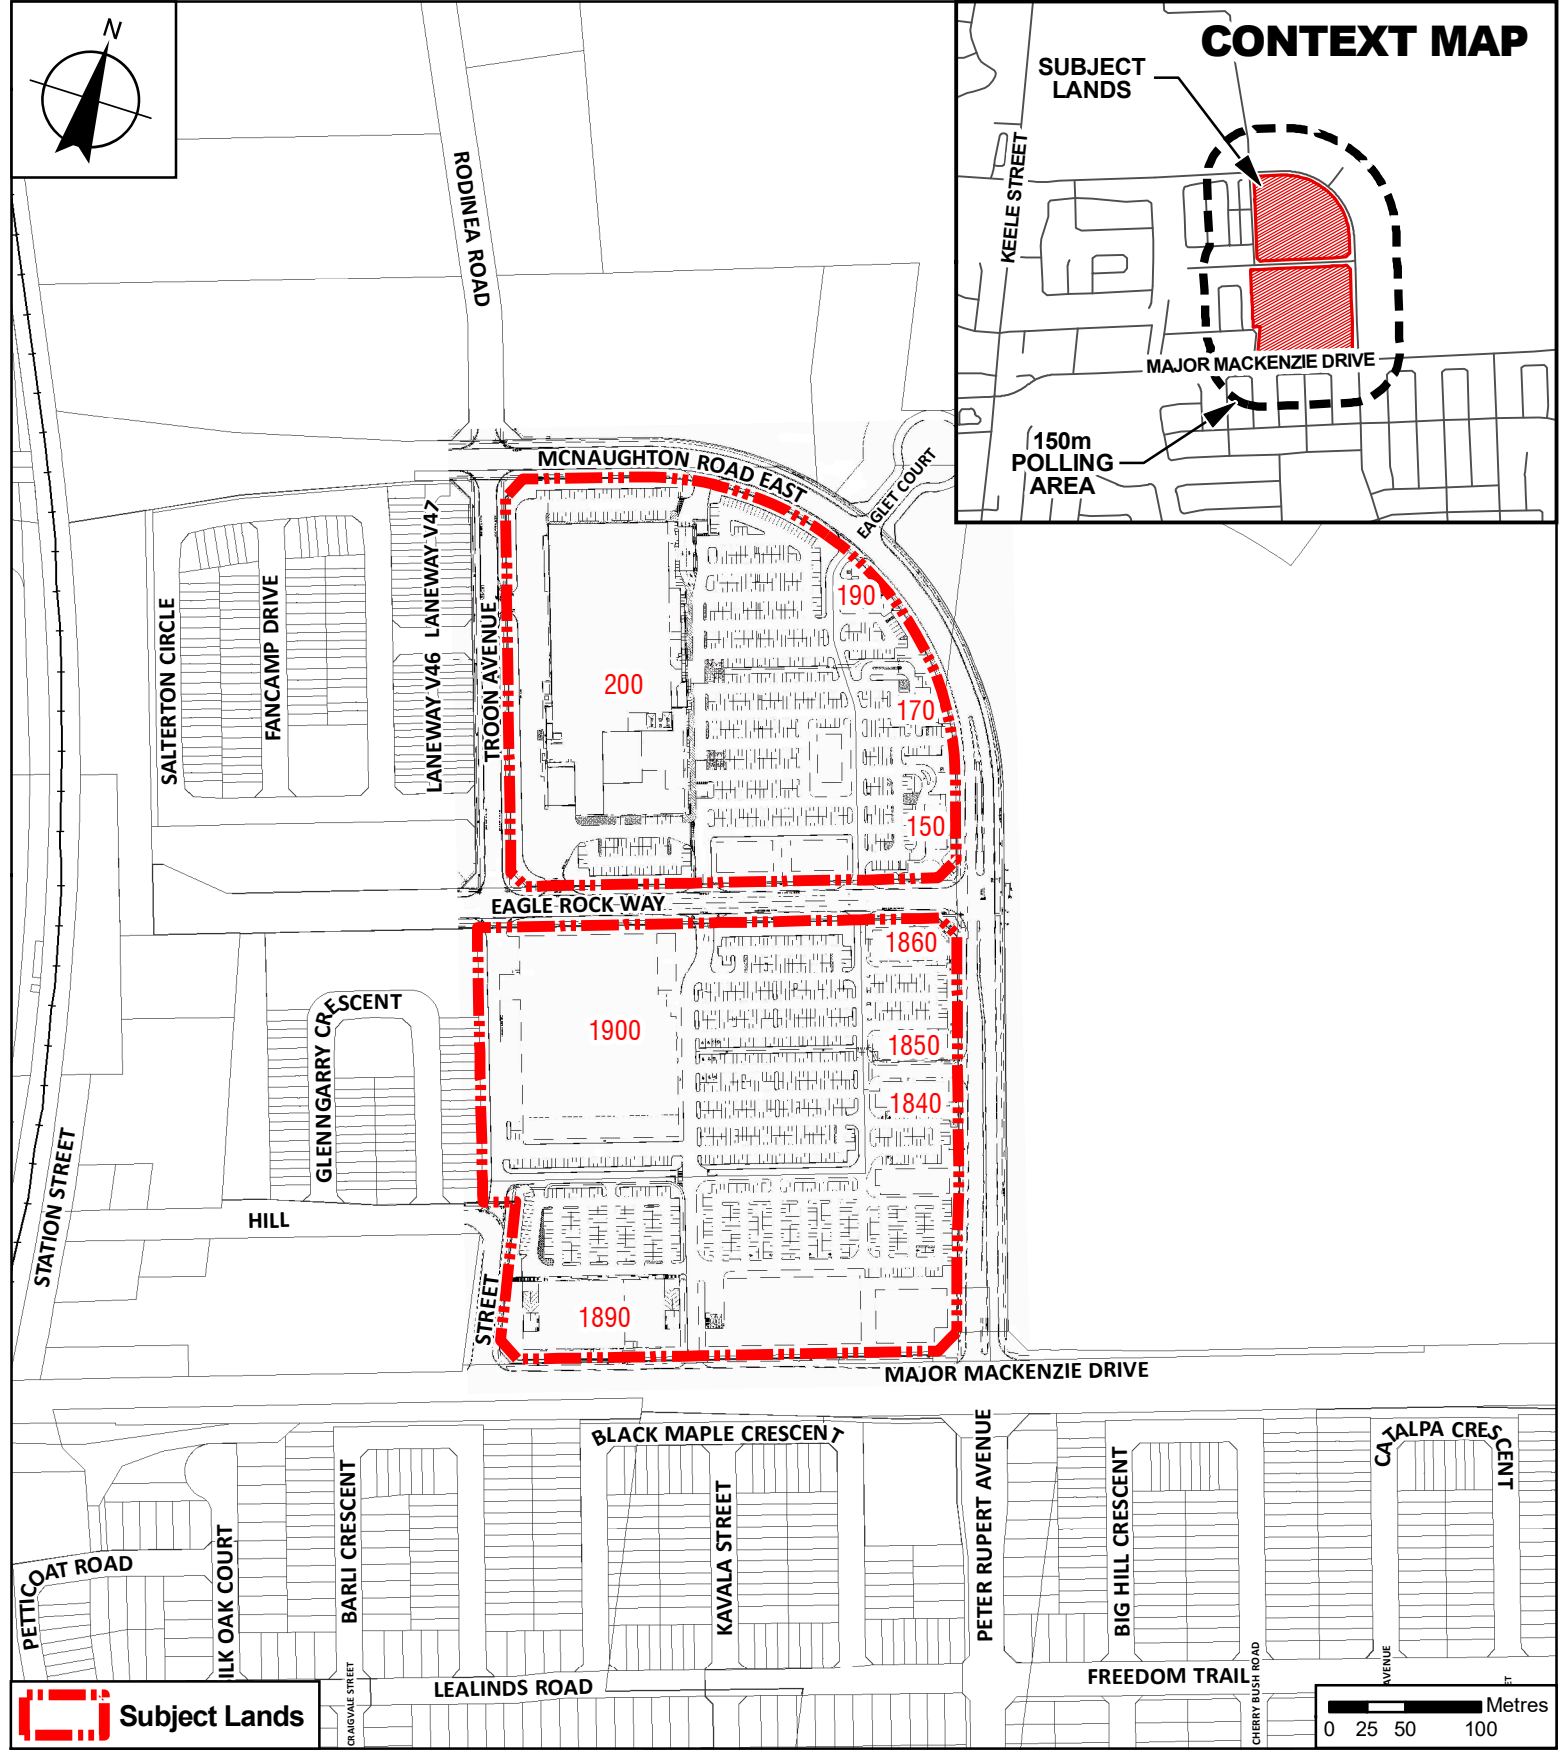 N
CONTEXT MAP
SUBJECT
LANDS
KEELE STREET
MAJOR MACKENZIE DRIVE
150m
POLLING
AREA
RODINEA ROAD
MCNAUGHTON ROAD EAST
EAGLET COURT
LANEWAY V47
LANEWAY V46
TROON AVENUE
FANCAMP DRIVE
SALTERTON CIRCLE
190
200
170
150
EAGLE ROCK WAY
1860
1900
1850
1840
GLENNGARRY CRESCENT
STATION STREET
HILL
STREET
1890
MAJOR MACKENZIE DRIVE
BLACK MAPLE CRESCENT
CATALPA CRESCENT
PETER RUPERT AVENUE
BIG HILL CRESCENT
BARLI CRESCENT
KAVALA STREET
PETTICOAT ROAD
ILK OAK COURT
CRAIGVALE STREET
LEALINDS ROAD
FREEDOM TRAIL
CHERRY BUSH ROAD
AVENUE
ET
Subject Lands
Metres
0 25 50 100